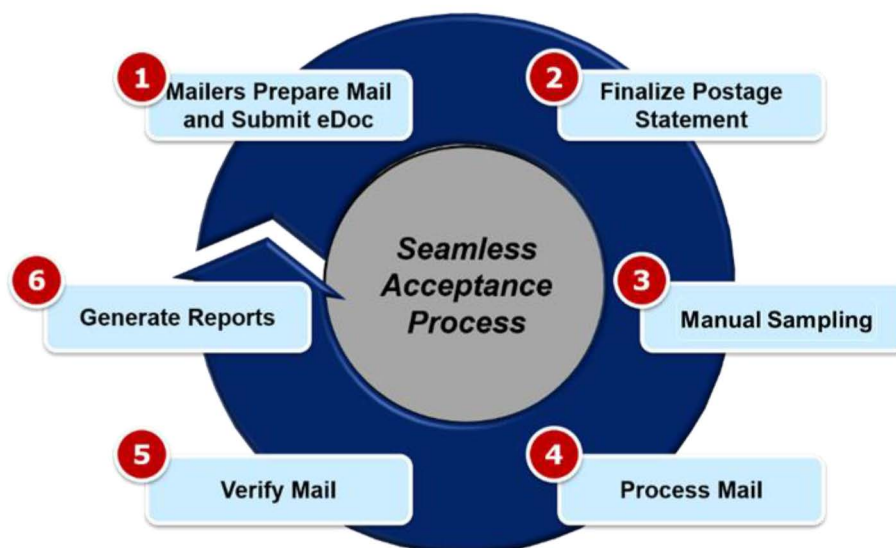 1
Mailers Prepare Mail
and Submit eDoc
2
Finalize Postage
Statement
3
Manual Sampling
4
Process Mail
5
Verify Mail
6
Generate Reports
Seamless
Acceptance
Process